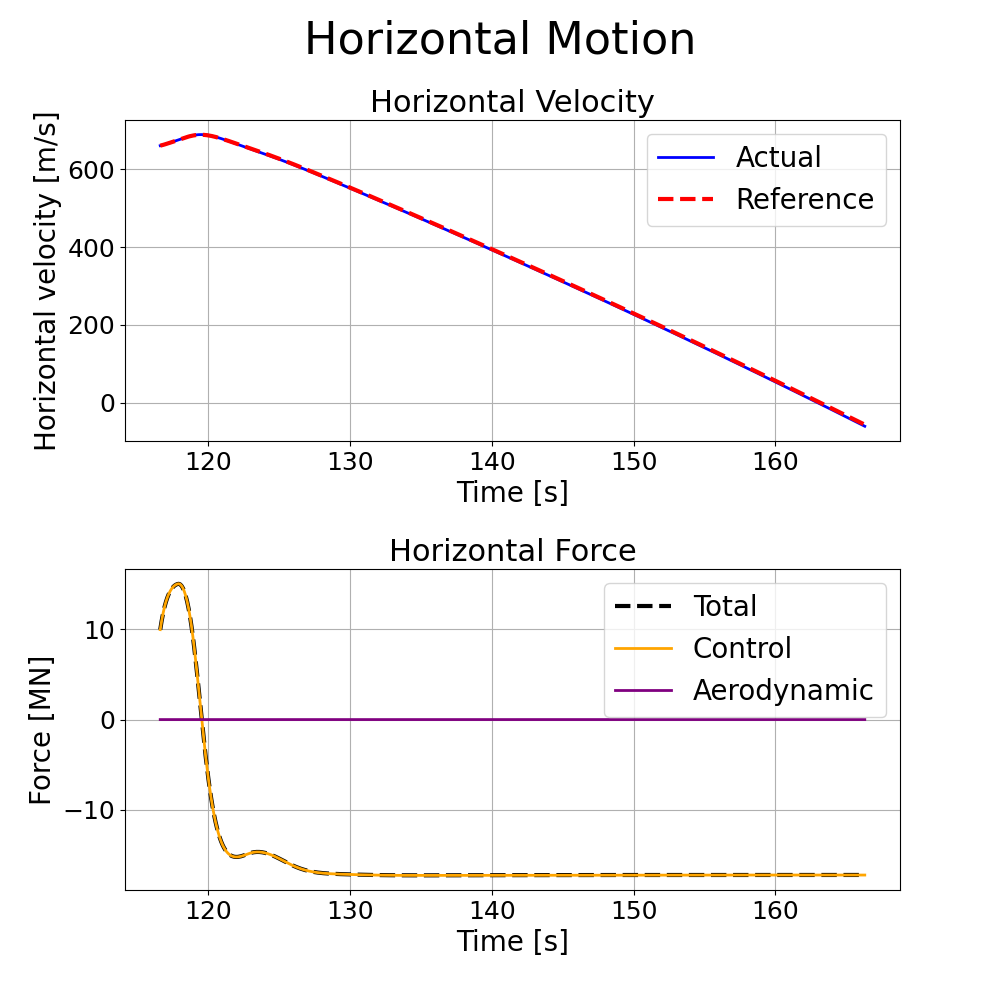 Horizontal Motion
Horizontal Velocity
Horizontal velocity [m/s]
600
400
200
0
Actual
Reference
120 130 140 150 160
Time [s]
Horizontal Force
Force [MN]
10
0
−10
Total
Control
Aerodynamic
120 130 140 150 160
Time [s]